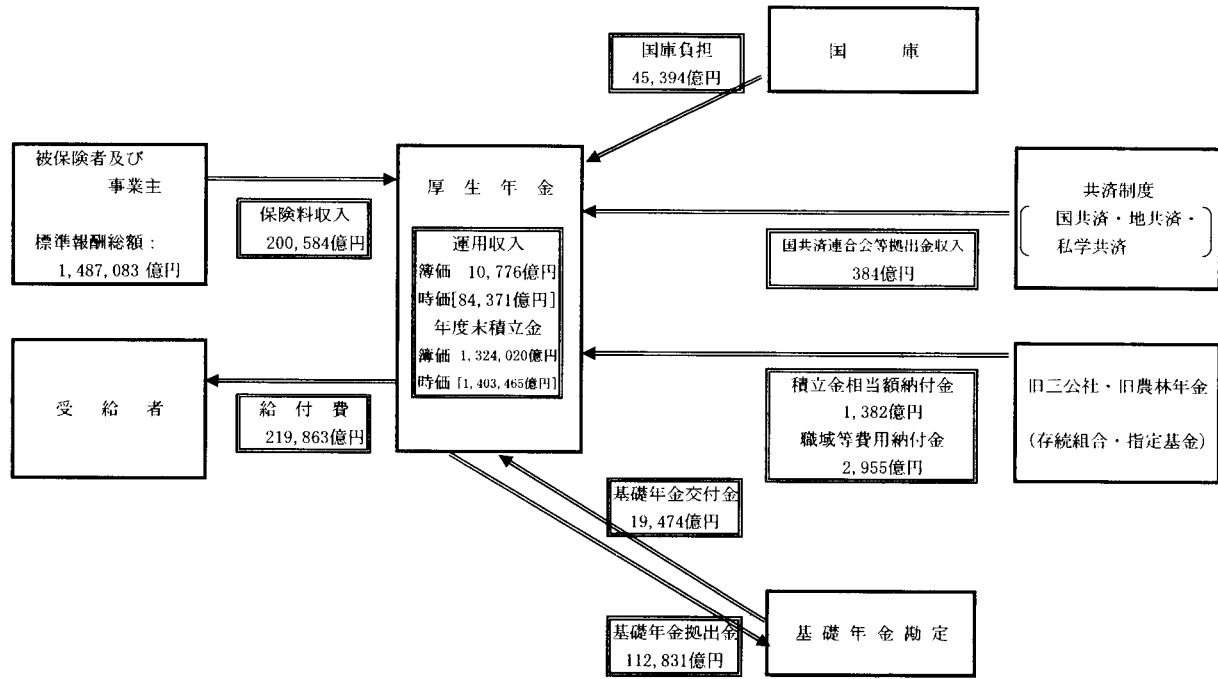 国庫負担
45,394億円
国　庫
被保険者及び
事業主
標準報酬総額：
1,487,083 億円
保険料収入
200,584億円
厚 生 年 金
運用収入
簿価 10,776億円
時価[84,371億円]
年度末積立金
簿価 1,324,020億円
時価 [1,403,465億円]
共済制度
国共済・地共済・
私学共済
国共済連合会等拠出金収入
384億円
受　給　者
給 付 費
219,863億円
積立金相当額納付金
1,382億円
職域等費用納付金
2,955億円
旧三公社・旧農林年金
(存続組合・指定基金)
基礎年金交付金
19,474億円
基礎年金拠出金
112,831億円
基 礎 年 金 勘 定